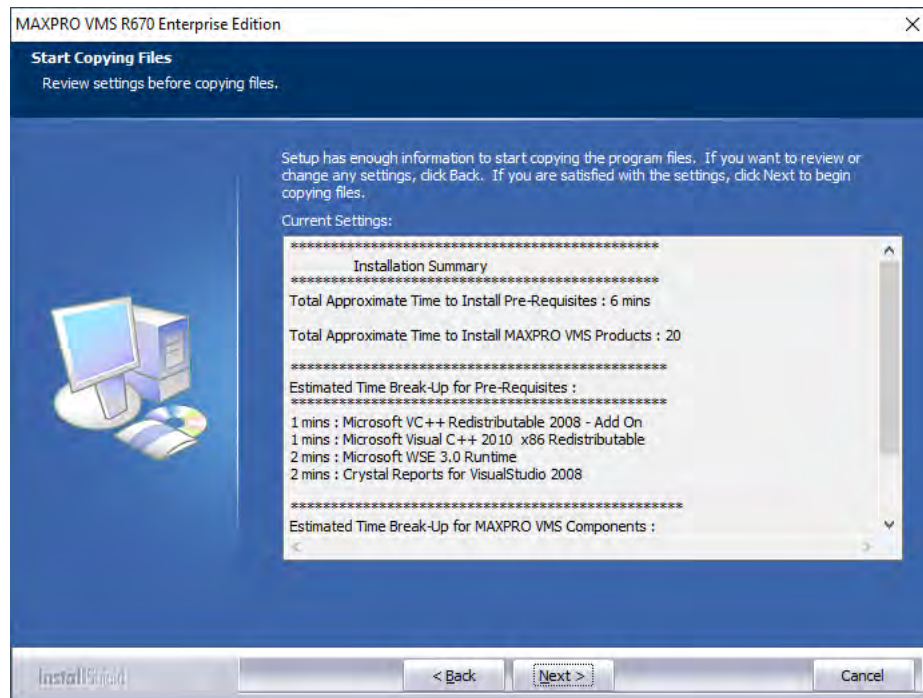 MAXPRO VMS R670 Enterprise Edition
Start Copying Files
Review settings before copying files.
Setup has enough information to start copying the program files. If you want to review or
change any settings, click Back. If you are satisfied with the settings, click Next to begin
copying files.
Current Settings:
**********************************************
Installation Summary
**********************************************
Total Approximate Time to Install Pre-Requisites : 6 mins
Total Approximate Time to Install MAXPRO VMS Products : 20
***********************************************
Estimated Time Break-Up for Pre-Requisites :
***********************************************
1 mins : Microsoft VC++ Redistributable 2008 - Add On
1 mins : Microsoft Visual C++ 2010 x86 Redistributable
2 mins : Microsoft WSE 3.0 Runtime
2 mins : Crystal Reports for VisualStudio 2008
*************************************************
Estimated Time Break-Up for MAXPRO VMS Components :
InstallShield
< Back
Next >
Cancel